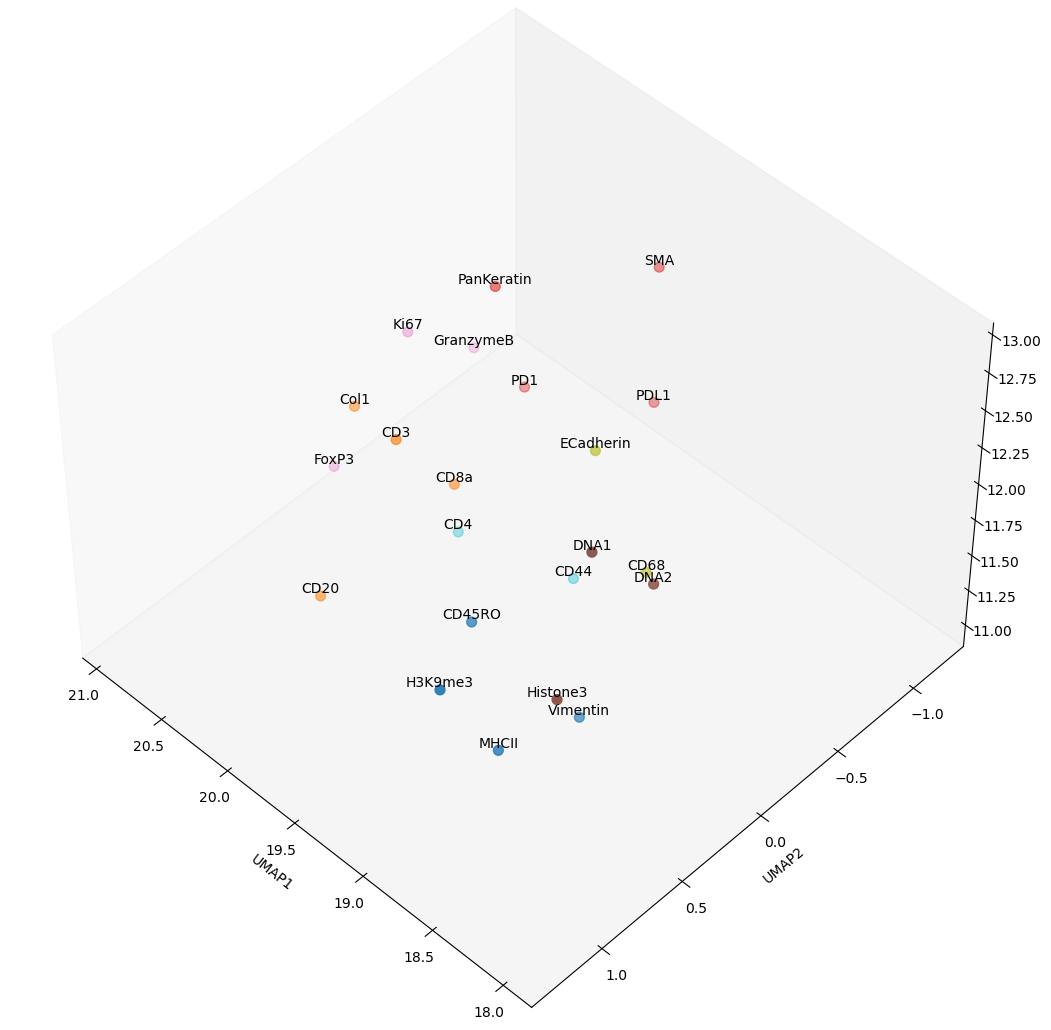 SMA
PanKeratin
Ki67
GranzymeB
13.00
12.75
PD1
PDL1
Col1
12.50
CD3
ECadherin
12.25
FoxP3
CD8a
12.00
CD4
11.75
DNA1
11.50
CD44
CD68
DNA2
CD20
11.25
CD45RO
11.00
H3K9me3
Histone3
21.0
Vimentin
−1.0
20.5
MHCII
−0.5
20.0
0.0
19.5
UMAP1
UMAP2
19.0
0.5
18.5
1.0
18.0